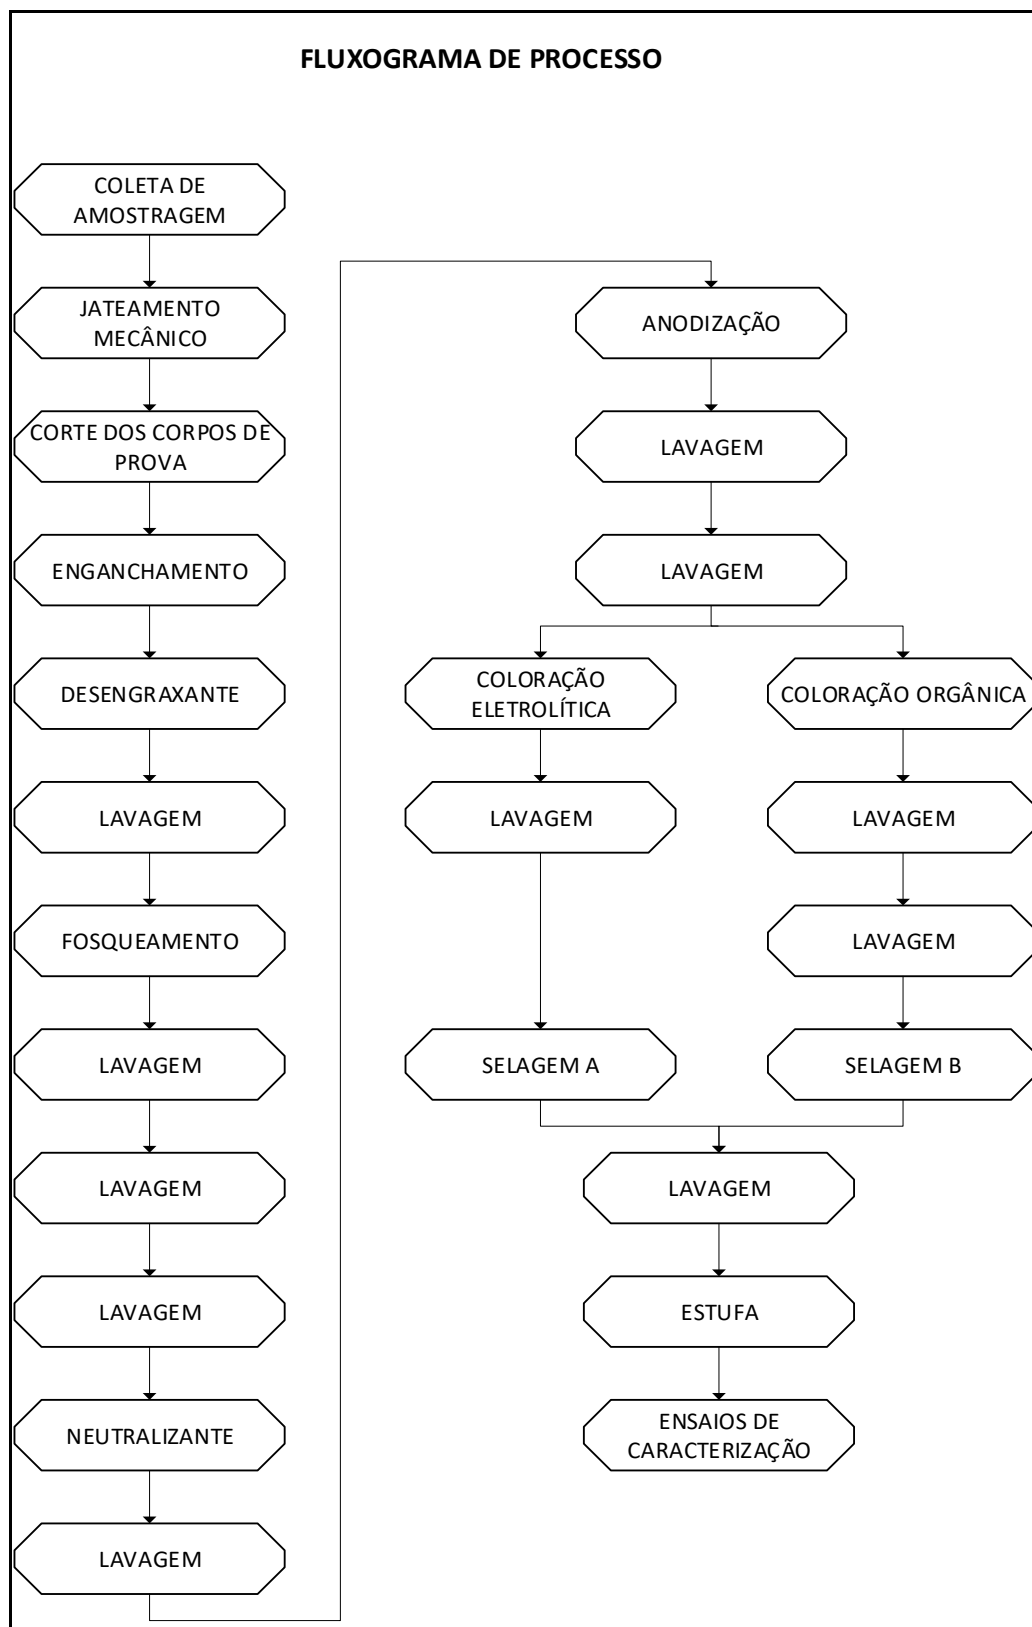 FLUXOGRAMA DE PROCESSO
COLETA DE
AMOSTRAGEM
JATEAMENTO
MECÂNICO
CORTE DOS CORPOS DE
PROVA
ENGANCHAMENTO
DESENGRAXANTE
LAVAGEM
FOSQUEAMENTO
LAVAGEM
LAVAGEM
LAVAGEM
NEUTRALIZANTE
LAVAGEM
ANODIZAÇÃO
LAVAGEM
LAVAGEM
COLORAÇÃO
ELETROLÍTICA
LAVAGEM
SELAGEM A
COLORAÇÃO ORGÂNICA
LAVAGEM
LAVAGEM
SELAGEM B
LAVAGEM
ESTUFA
ENSAIOS DE
CARACTERIZAÇÃO